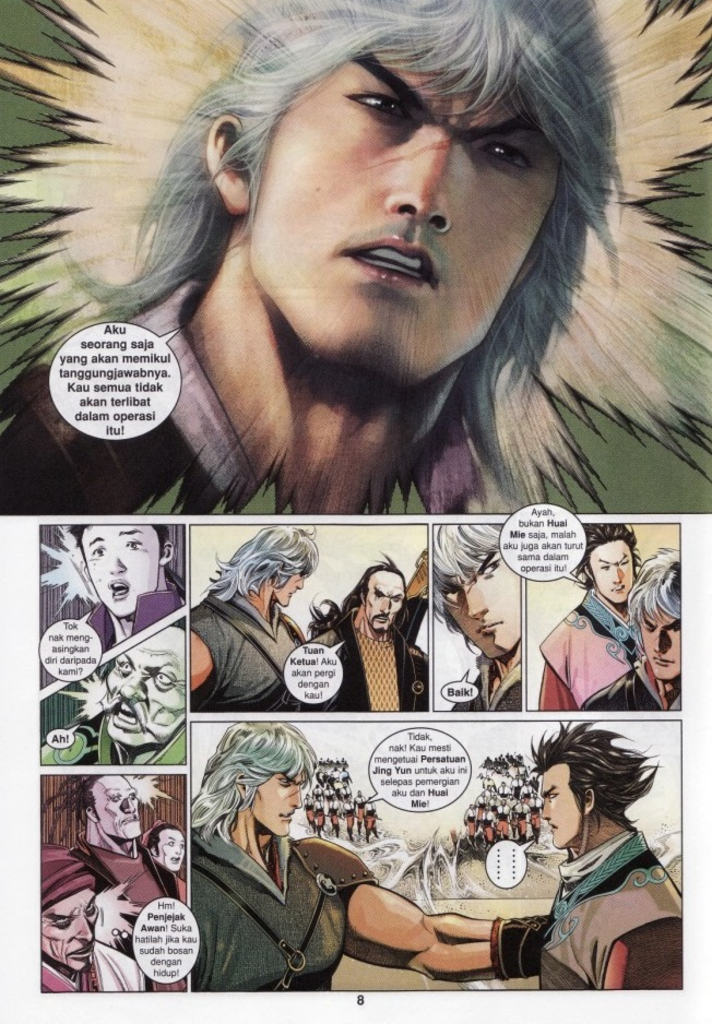 Aku
seorang saja
yang akan memikul
tanggungjawabnya.
Kau semua tidak
akan terlibat
dalam operasi
itu!
Tok
nak meng-
asingkan
diri daripada
kami?
Ah!
Tuan
Ketua! Aku
akan pergi
dengan
kau!
Baik!
Ayah,
bukan Huai
Mie saja, malah
aku juga akan turut
sama dalam
operasi itu!
Hm!
Penjejak
Awan! Suka
hatilah jika kau
sudah bosan
dengan
hidup!
Tidak,
nak! Kau mesti
mengetuai Persatuan
Jing Yun untuk aku ini
selepas pemergian
aku dan Huai
Mie!
......
8